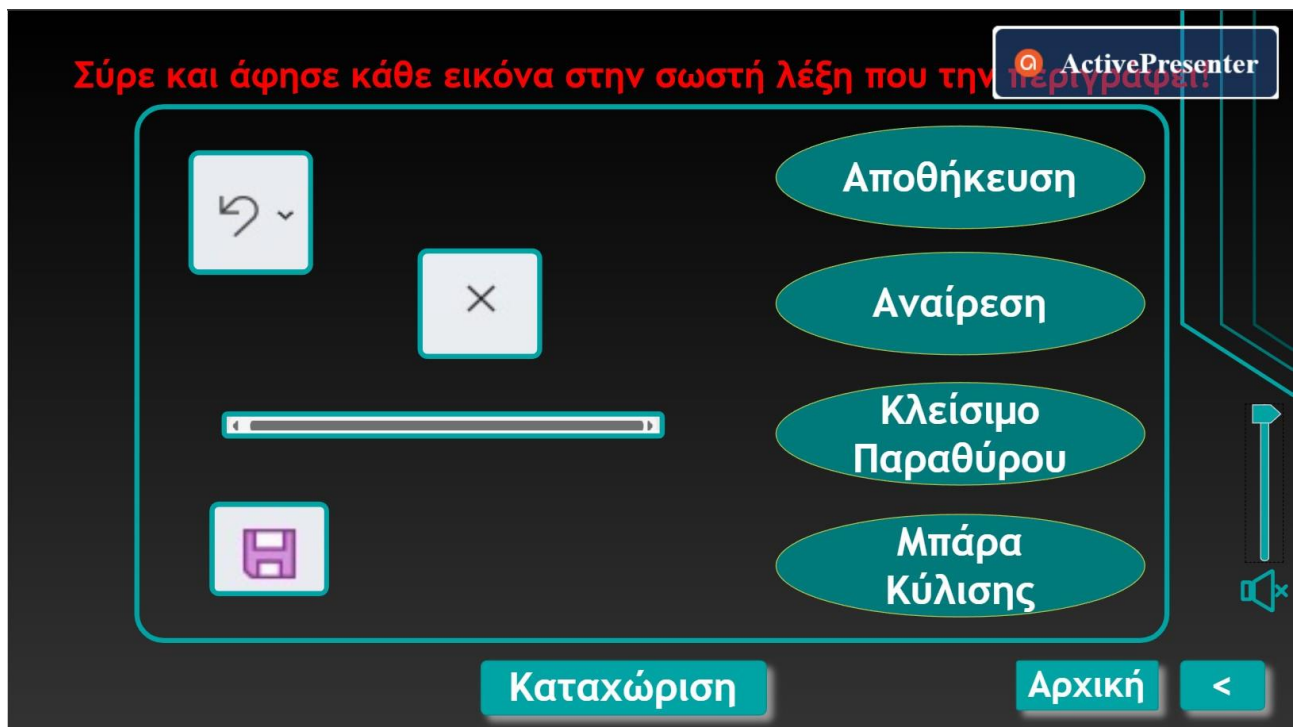 Σύρε και άφησε κάθε εικόνα στην σωστή λέξη που την περιγράφει!
ActivePresenter
Αποθήκευση
Αναίρεση
Κλείσιμο
Παραθύρου
Μπάρα
Κύλισης
Καταχώριση
Αρχική
<